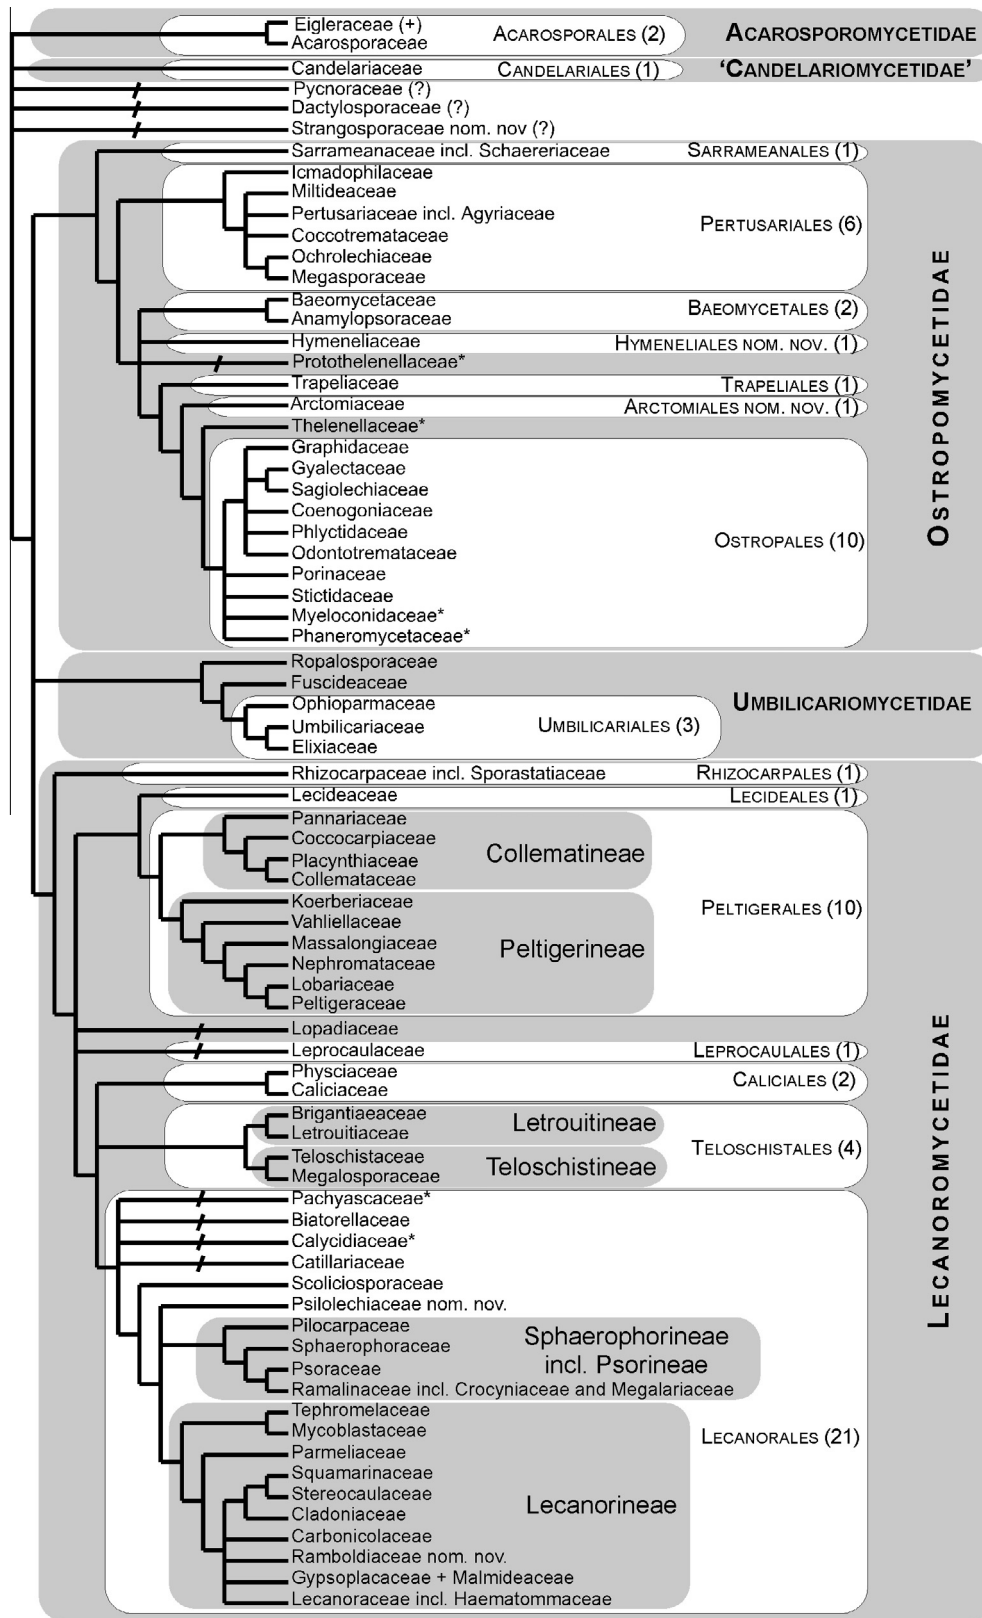 Eigleraceae (+)
Acarosporaceae
ACAROSPORALES (2)
ACAROSPOROMYCETIDAE
Candelariaceae
CANDELARIALES (1)
‘CANDELARIOMYCETIDAE’
Pycnoraceae (?)
Dactylosporaceae (?)
Strangosporaceae nom. nov (?)
Sarrameanaceae incl. Schaereriaceae
SARRAMEANALES (1)
Icmadophilaceae
Miltideaceae
Pertusariaceae incl. Agyriaceae
Coccotremataceae
Ochrolechiaceae
Megasporaceae
PERTUSARIALES (6)
Baeomycetaceae
Anamylopsoraceae
BAEOMYCETALES (2)
Hymeneliaceae
HYMENELIALES NOM. NOV. (1)
Protothelenellaceae*
Trapeliaceae
TRAPELIALES (1)
Arctomiaceae
ARCTOMIALES NOM. NOV. (1)
Thelenellaceae*
Graphidaceae
Gyalectaceae
Sagiolechiaceae
Coenogoniaceae
Phlyctidaceae
Odontotremataceae
Porinaceae
Stictidaceae
Myeloconidaceae*
Phaneromycetaceae*
OSTROPALES (10)
OSTROPOMYCETIDAE
Ropalosporaceae
Fuscideaceae
Ophioparmaceae
Umbilicariaceae
Elixiaceae
UMBILICARIALES (3)
UMBILICARIOMYCETIDAE
Rhizocarpaceae incl. Sporastatiaceae
RHIZOCARPALES (1)
Lecideaceae
LECIDEALES (1)
Pannariaceae
Coccocarpiaceae
Placynthiaceae
Collemataceae
Collematineae
Koerberiaceae
Vahliellaceae
Massalongiaceae
Nephromataceae
Lobariaceae
Peltigeraceae
Peltigerineae
PELTIGERALES (10)
Lopadiaceae
Leprocaulaceae
LEPROCAULALES (1)
Physciaceae
Caliciaceae
CALICIALES (2)
Brigantiaeaceae
Letrouitiaceae
Letrouitineae
Teloschistaceae
Megalosporaceae
Teloschistineae
TELOSCHISTALES (4)
Pachyascaceae*
Biatorellaceae
Calycidiaceae*
Catillariaceae
Scoliciosporaceae
Psilolechiaceae nom. nov.
Pilocarpaceae
Sphaerophoraceae
Psoraceae
Ramalinaceae incl. Crocyniaceae and Megalariaceae
Sphaerophorineae
incl. Psorineae
Tephromelaceae
Mycoblastaceae
Parmeliaceae
Squamarinaceae
Stereocaulaceae
Cladoniaceae
Carbonicolaceae
Ramboldiaceae nom. nov.
Gypsoplacaceae + Malmideaceae
Lecanoraceae incl. Haematommaceae
Lecanorineae
LECANORALES (21)
LECANOROMYCETIDAE